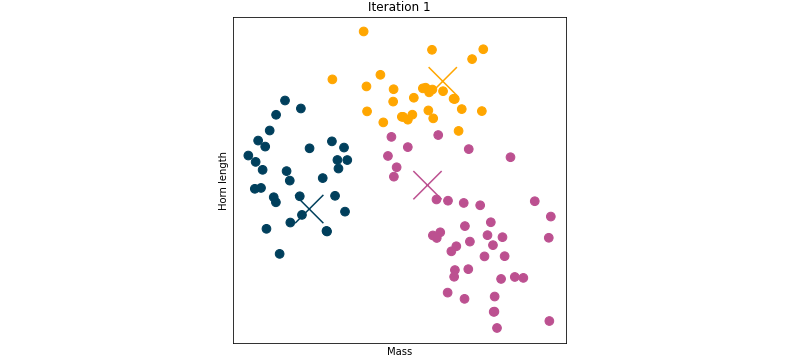 Iteration 1
Horn length
Mass